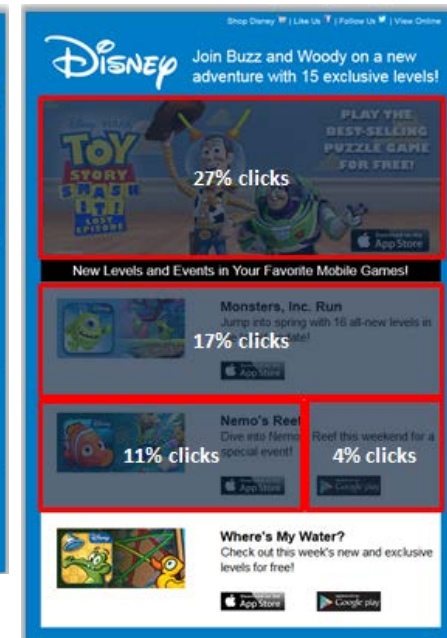 Shop Disney | Like Us | Follow Us | View Online
Disney
Join Buzz and Woody on a new
adventure with 15 exclusive levels!
DISNEY · PIXAR
TOY
STORY
SMASH
IT!
LOST
EPISODE
PLAY THE
BEST-SELLING
PUZZLE GAME
FOR FREE!
27% clicks
App Store
New Levels and Events in Your Favorite Mobile Games!
Monsters, Inc. Run
Jump into spring with 16 all-new levels in
17% clicks
App Store
Nemo's Reef
Dive into Nemo's Reef this weekend for a
special event!
11% clicks
4% clicks
App Store
Google play
Where's My Water?
Check out this week's new and exclusive
levels for free!
App Store
Google play